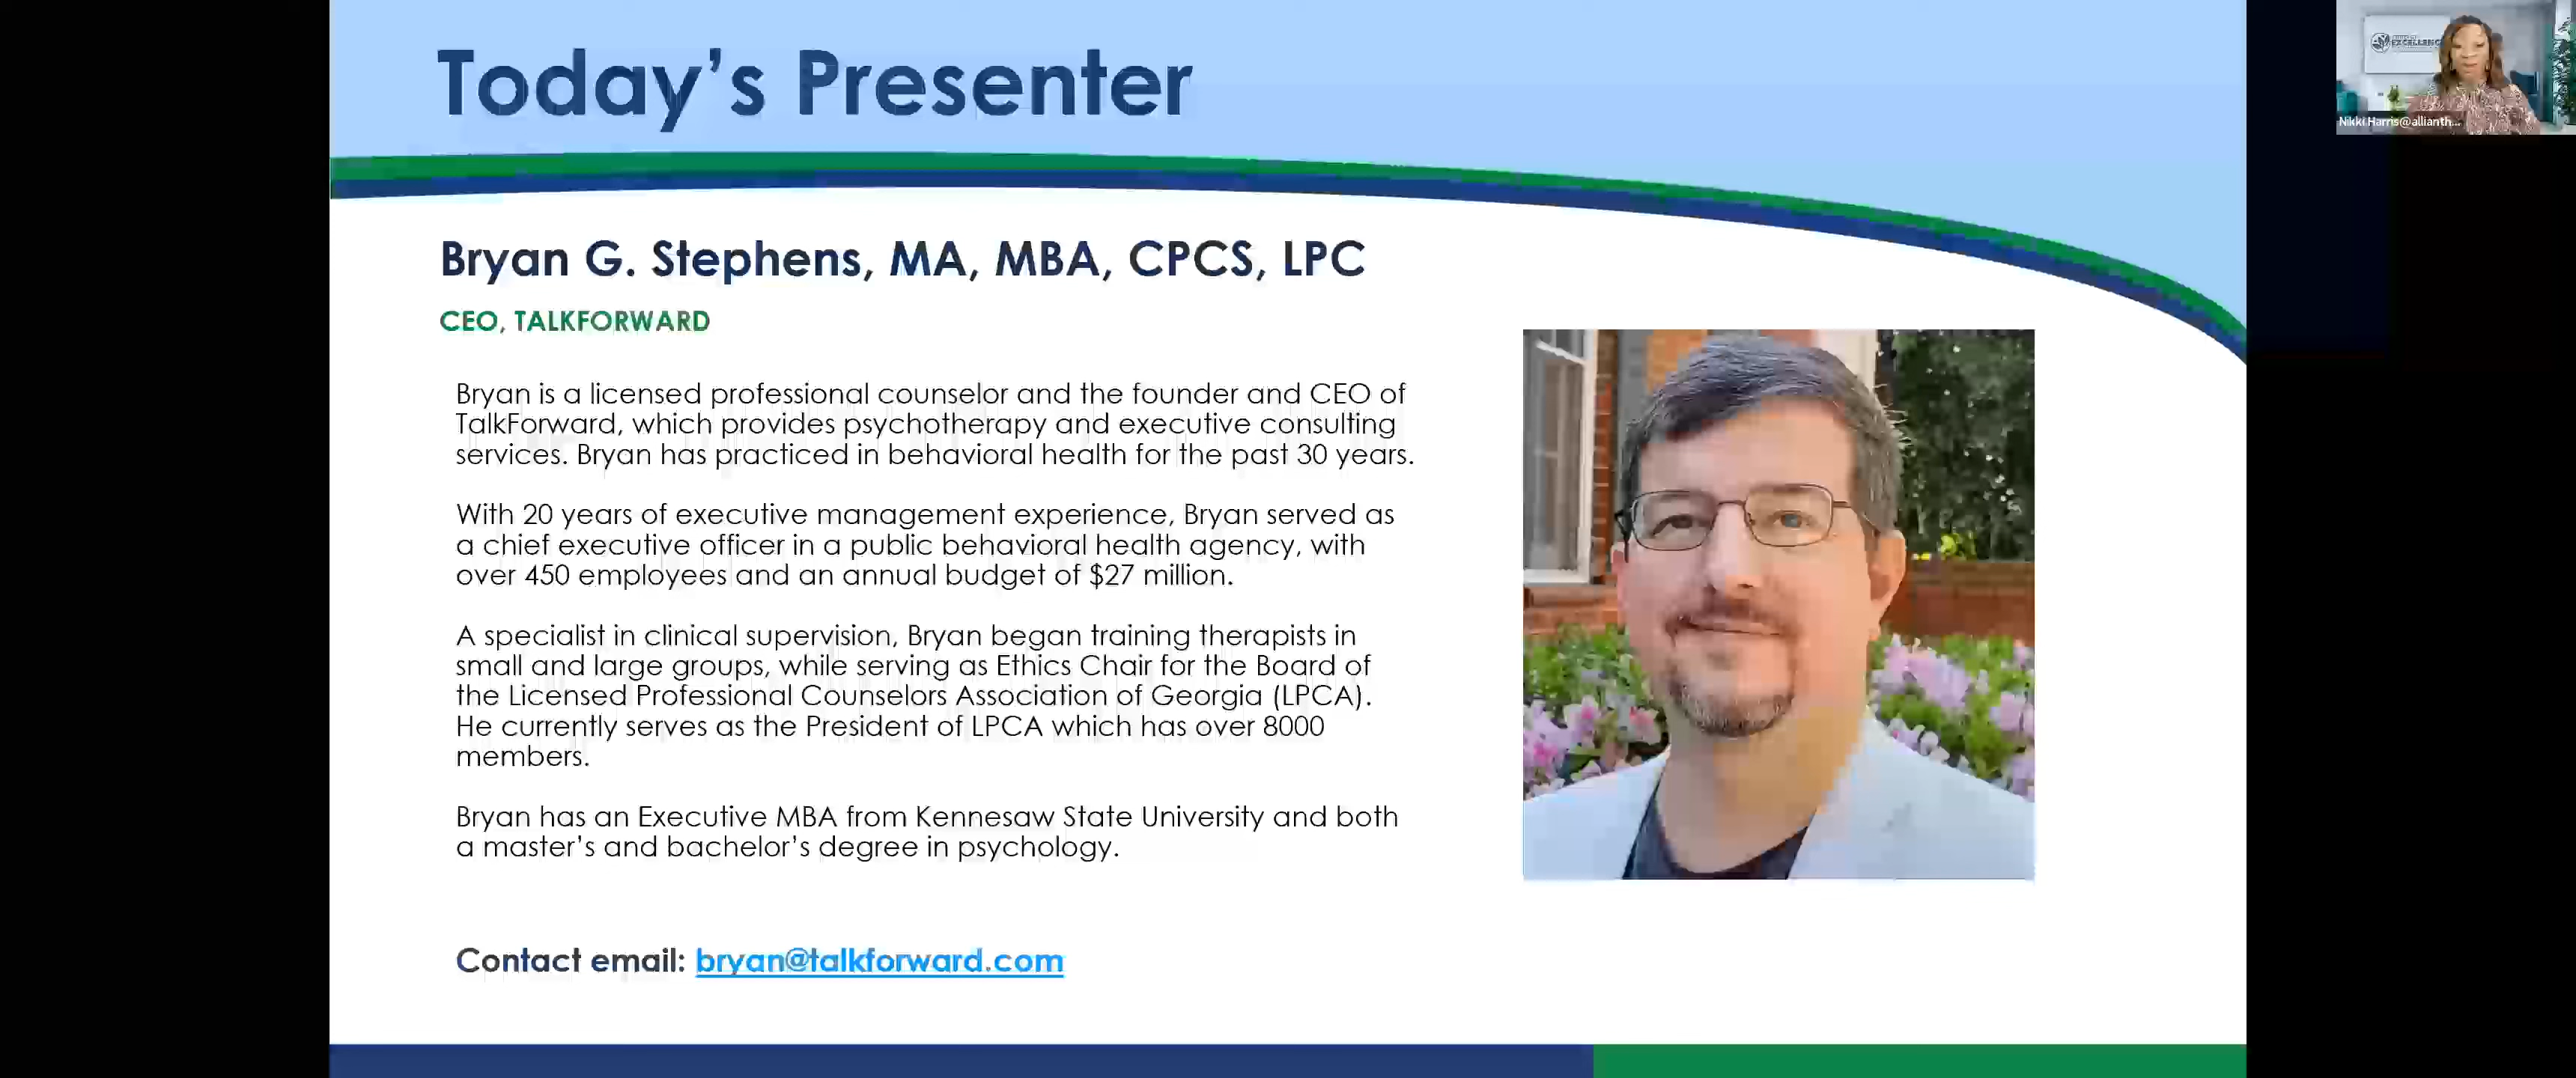 Today’s Presenter
EXCELLENCE
Nikki Harris@allianth...
Bryan G. Stephens, MA, MBA, CPCS, LPC
CEO, TALKFORWARD
Bryan is a licensed professional counselor and the founder and CEO of
TalkForward, which provides psychotherapy and executive consulting
services. Bryan has practiced in behavioral health for the past 30 years.
With 20 years of executive management experience, Bryan served as
a chief executive officer in a public behavioral health agency, with
over 450 employees and an annual budget of $27 million.
A specialist in clinical supervision, Bryan began training therapists in
small and large groups, while serving as Ethics Chair for the Board of
the Licensed Professional Counselors Association of Georgia (LPCA).
He currently serves as the President of LPCA which has over 8000
members.
Bryan has an Executive MBA from Kennesaw State University and both
a master’s and bachelor’s degree in psychology.
Contact email: bryan@talkforward.com